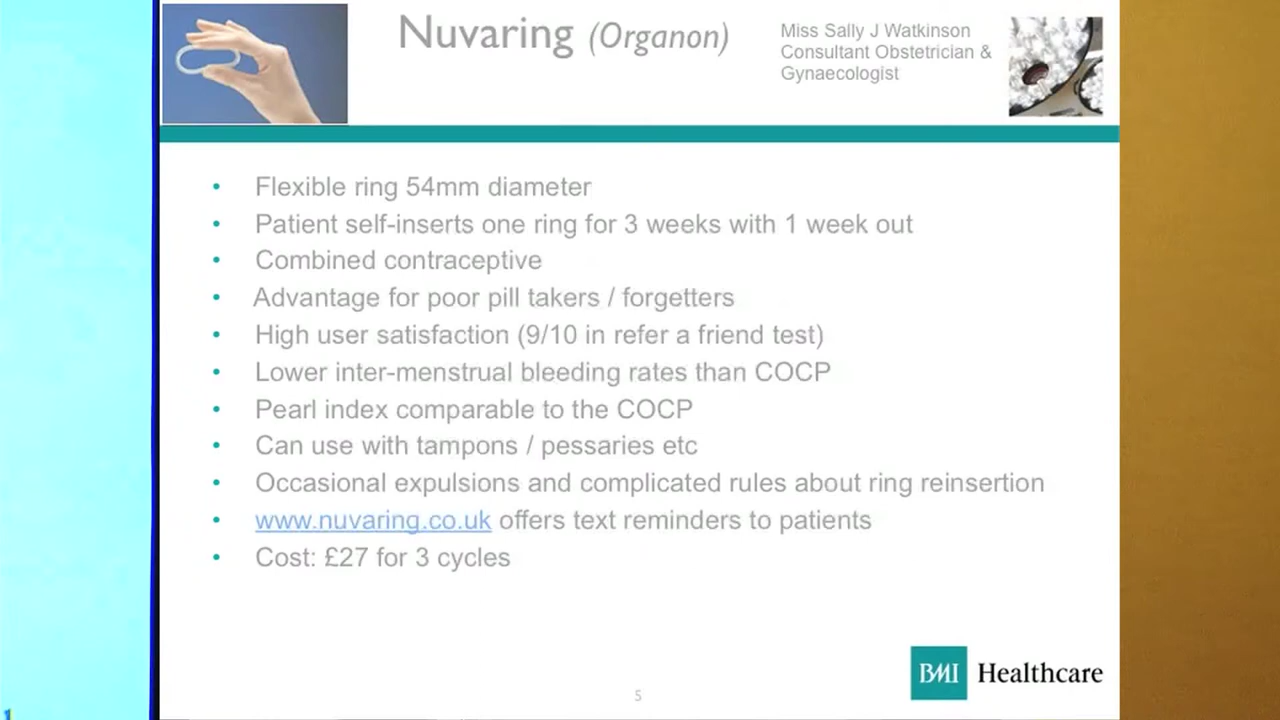 Nuvaring (Organon)
Miss Sally J Watkinson
Consultant Obstetrician &
Gynaecologist
• Flexible ring 54mm diameter
• Patient self-inserts one ring for 3 weeks with 1 week out
• Combined contraceptive
• Advantage for poor pill takers / forgetters
• High user satisfaction (9/10 in refer a friend test)
• Lower inter-menstrual bleeding rates than COCP
• Pearl index comparable to the COCP
• Can use with tampons / pessaries etc
• Occasional expulsions and complicated rules about ring reinsertion
• www.nuvaring.co.uk offers text reminders to patients
• Cost: £27 for 3 cycles
BMI Healthcare
5
1